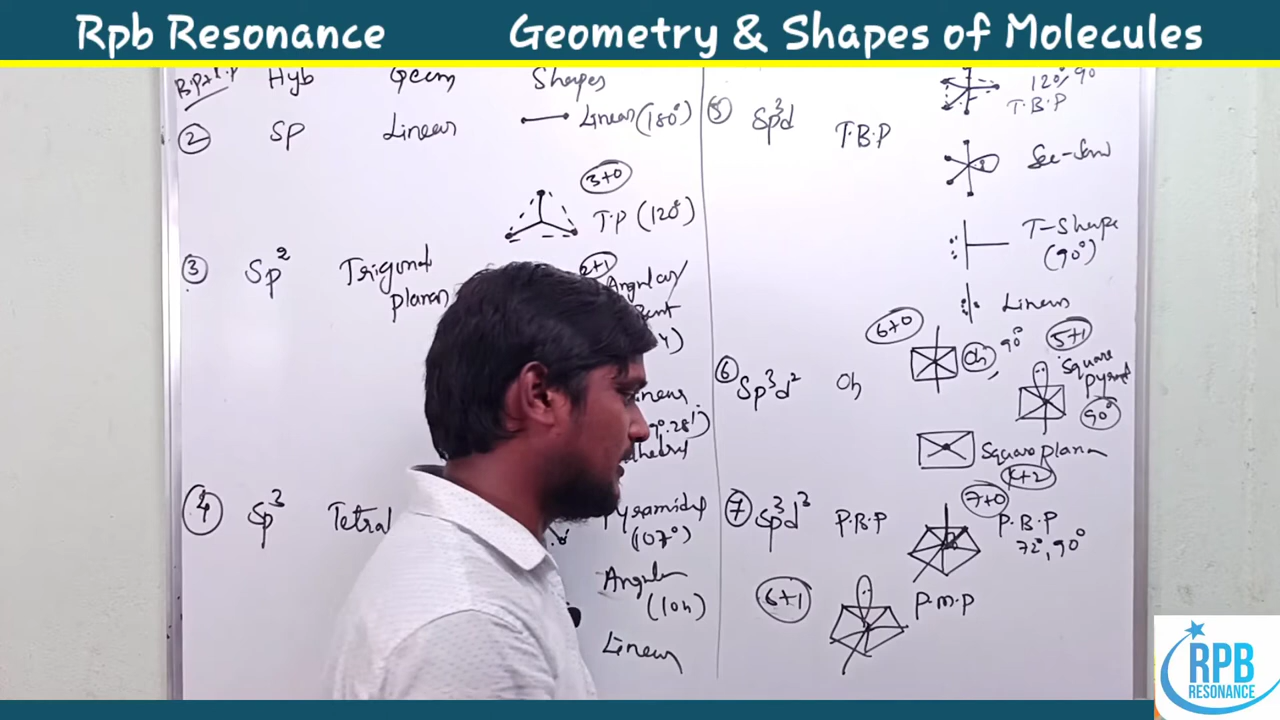 Rpb Resonance
Geometry & Shapes of Molecules
B.P+L.P Hyb Geom Shapes
② SP Linear Linear (180°)
3+0
T.P (120°)
③ Sp² Trigonal planar
2+1
Angular/
Bent
Linear
④ Sp³ Tetra
Pyramidal
(107°)
Angular
(104)
Linear
⑤ Sp³d T.B.P
120°, 90
T.B.P
See-Saw
T-Shape
(90°)
Linear
⑥ Sp³d² Oh
6+0
Oh, 90°
5+1
Square
90°
Square planar
4+2
⑦ Sp³d³ P.B.P
7+0
P.B.P
72°, 90°
6+1
P.M.P
RPB
RESONANCE